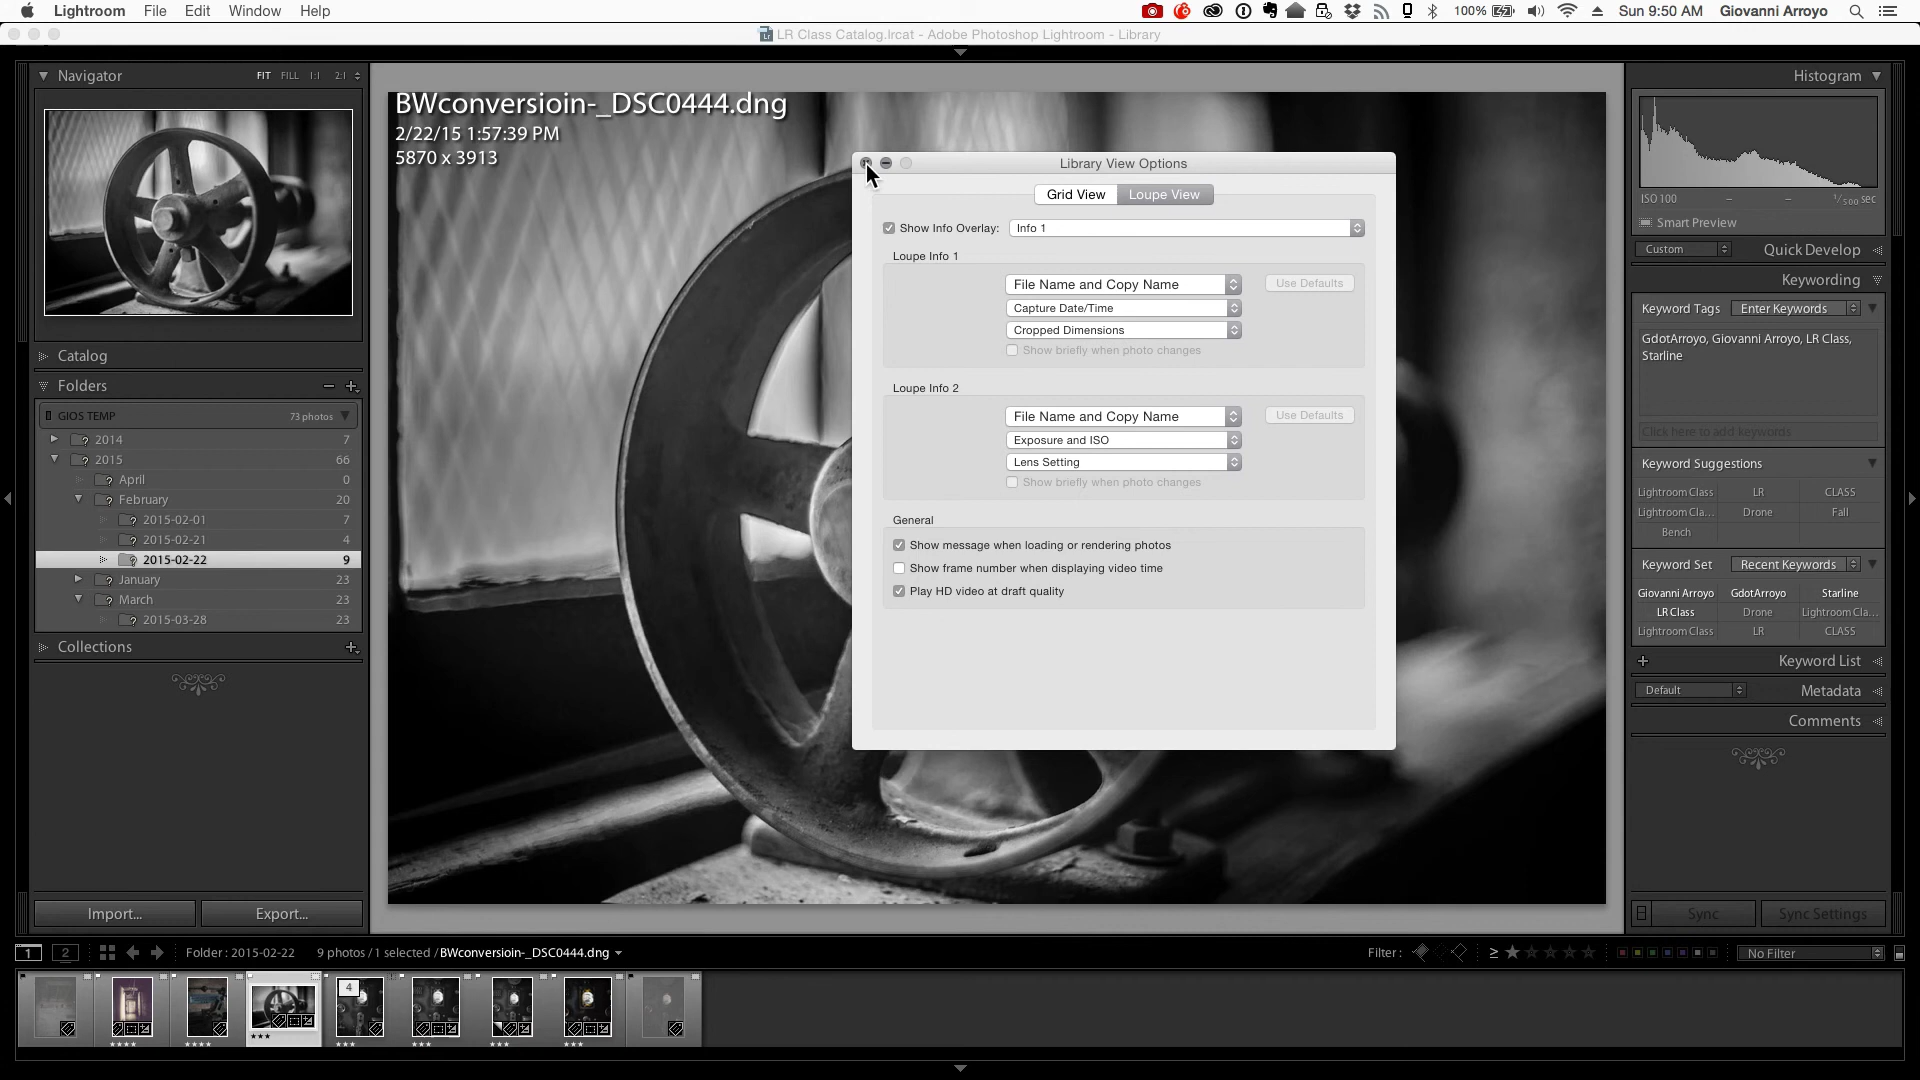 Lightroom File Edit Window Help 100% Sun 9:50 AM Giovanni Arroyo
LR Class Catalog.lrcat - Adobe Photoshop Lightroom - Library
Navigator FIT FILL 1:1 2:1
Catalog
Folders
GIOS TEMP 73 photos
2014 7
2015 66
April 0
February 20
2015-02-01 7
2015-02-21 4
2015-02-22 9
January 23
March 23
2015-03-28 23
Collections
Import... Export...
BWconversioin-_DSC0444.dng
2/22/15 1:57:39 PM
5870 x 3913
Library View Options
Grid View Loupe View
Show Info Overlay: Info 1
Loupe Info 1
File Name and Copy Name Use Defaults
Capture Date/Time
Cropped Dimensions
Show briefly when photo changes
Loupe Info 2
File Name and Copy Name Use Defaults
Exposure and ISO
Lens Setting
Show briefly when photo changes
General
Show message when loading or rendering photos
Show frame number when displaying video time
Play HD video at draft quality
Histogram
ISO 100 – – 1/500 sec
Smart Preview
Custom Quick Develop
Keywording
Keyword Tags Enter Keywords
GdotArroyo, Giovanni Arroyo, LR Class,
Starline
Click here to add keywords
Keyword Suggestions
Lightroom Class LR CLASS
Lightroom Cla... Drone Fall
Bench
Keyword Set Recent Keywords
Giovanni Arroyo GdotArroyo Starline
LR Class Drone Lightroom Cla...
Lightroom Class LR CLASS
Keyword List
Default Metadata
Comments
Sync Sync Settings
1 2 Folder : 2015-02-22 9 photos / 1 selected / BWconversioin-_DSC0444.dng Filter : ≥ No Filter
4